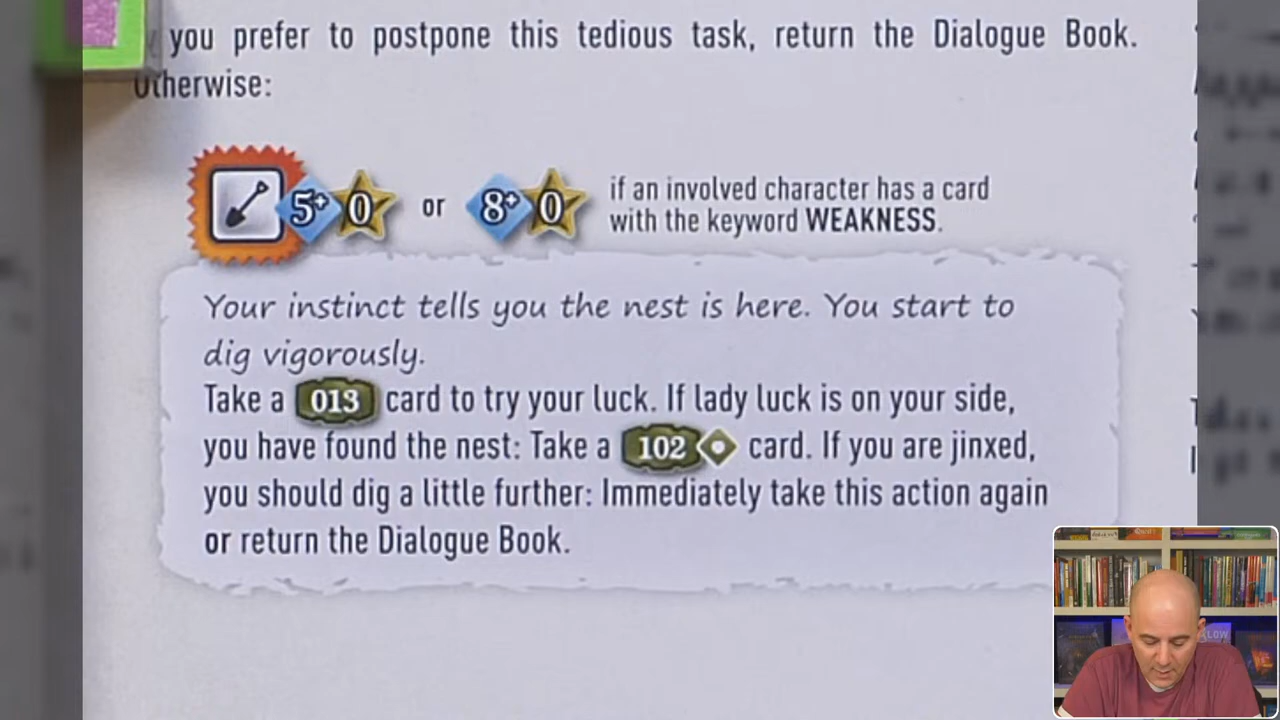 you prefer to postpone this tedious task, return the Dialogue Book.
Otherwise:
5+ 0 or 8+ 0 if an involved character has a card
with the keyword WEAKNESS.
Your instinct tells you the nest is here. You start to
dig vigorously.
Take a 013 card to try your luck. If lady luck is on your side,
you have found the nest: Take a 102 card. If you are jinxed,
you should dig a little further: Immediately take this action again
or return the Dialogue Book.